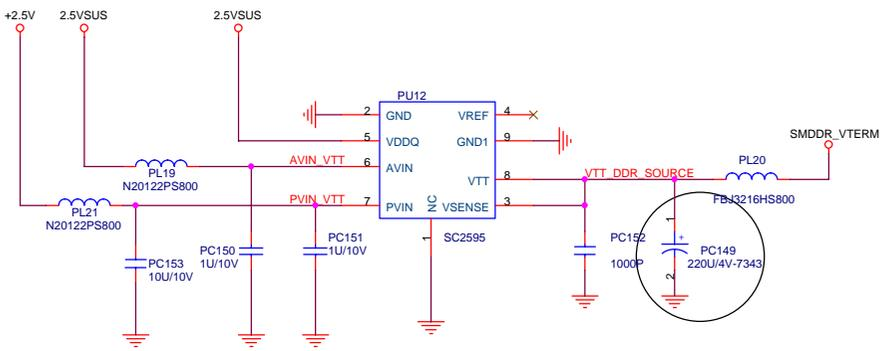 +2.5V
2.5VSUS
2.5VSUS
PU12
2
GND
VREF
4
5
VDDQ
GND1
9
SMDDR_VTERM
AVIN_VTT
6
AVIN
PL19
N20122PS800
VTT
8
VTT_DDR_SOURCE
PL20
FBJ3216HS800
PVIN_VTT
7
PVIN
NC
VSENSE
3
PL21
N20122PS800
1
SC2595
PC153
10U/10V
PC150
1U/10V
PC151
1U/10V
PC152
1000P
1
+
PC149
220U/4V-7343
2